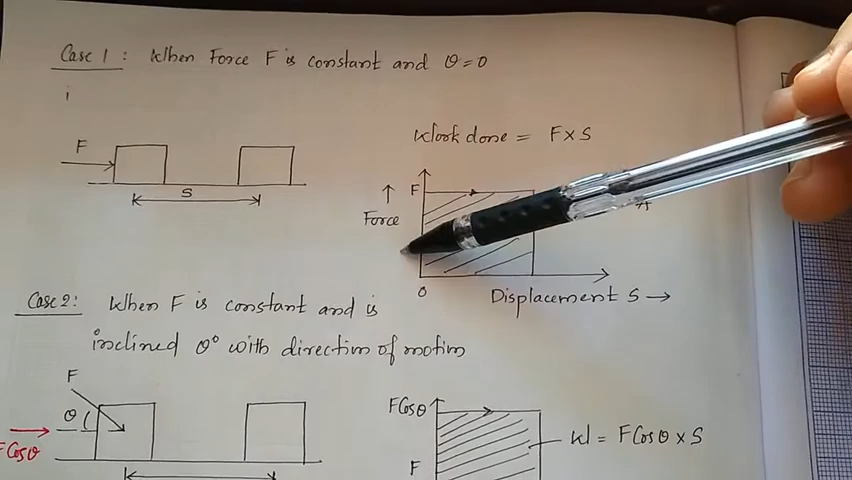 Case 1: When Force F is constant and θ=0
i
F
S
Work done = F×S
F
↑
Force
0
Displacement S →
Case 2: When F is constant and is
inclined θ° with direction of motion
F
θ
FCosθ
FCosθ
F
W = FCosθ × S